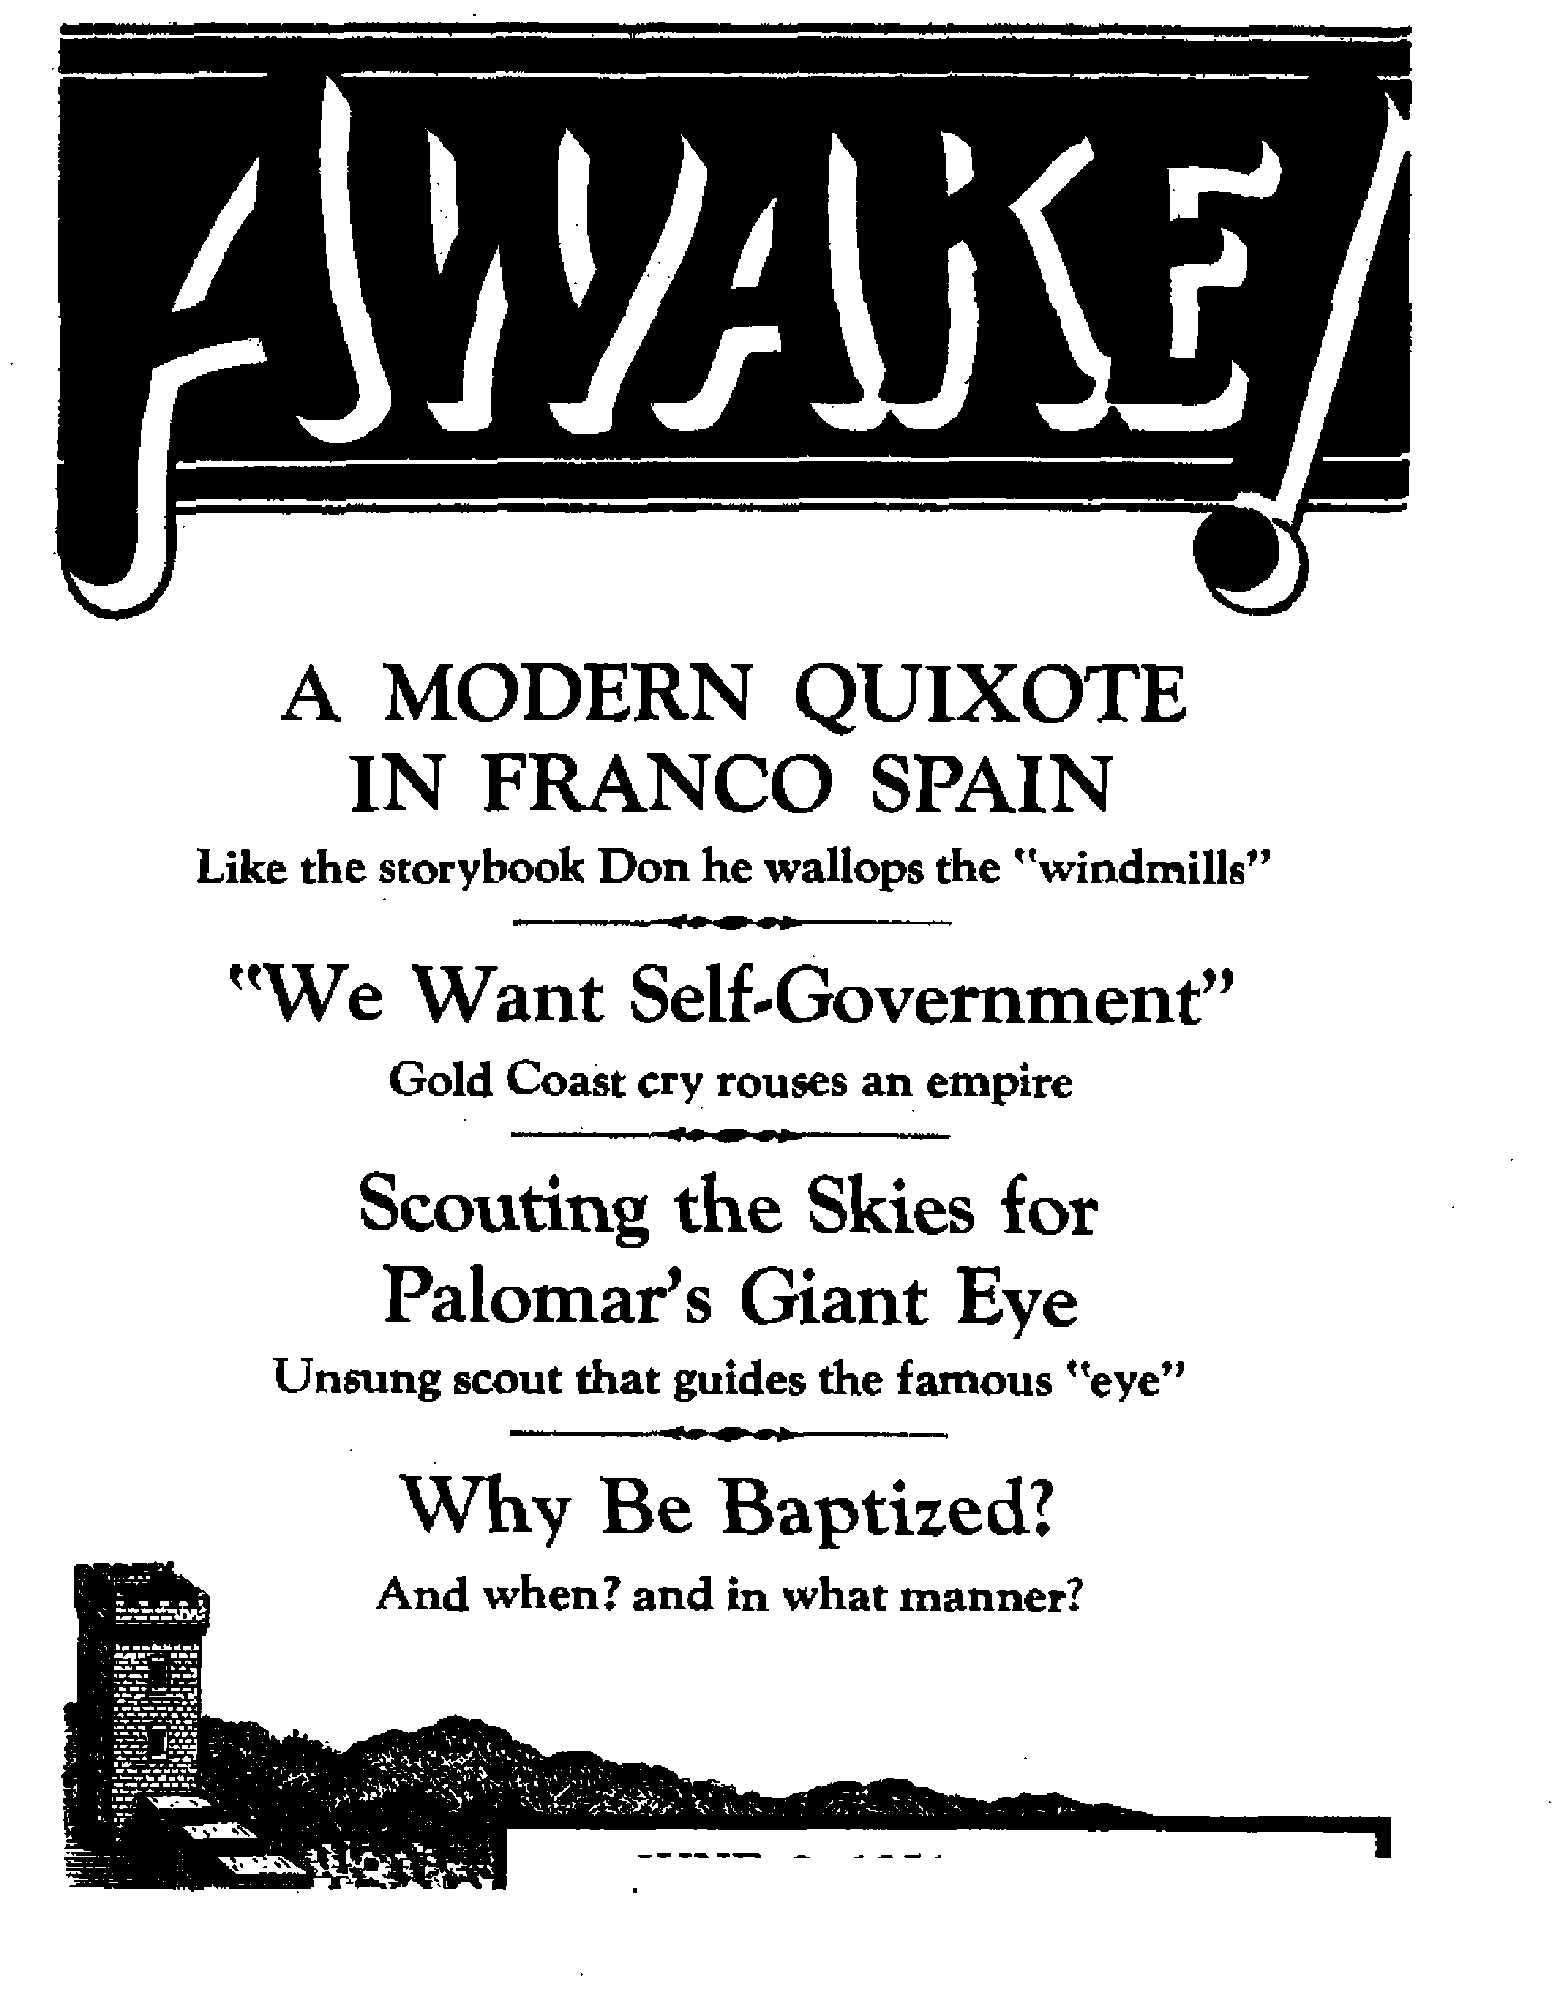 AWAKE!
A MODERN QUIXOTE
IN FRANCO SPAIN
Like the storybook Don he wallops the "windmills"
"We Want Self-Government"
Gold Coast cry rouses an empire
Scouting the Skies for
Palomar's Giant Eye
Unsung scout that guides the famous "eye"
Why Be Baptized?
And when? and in what manner?